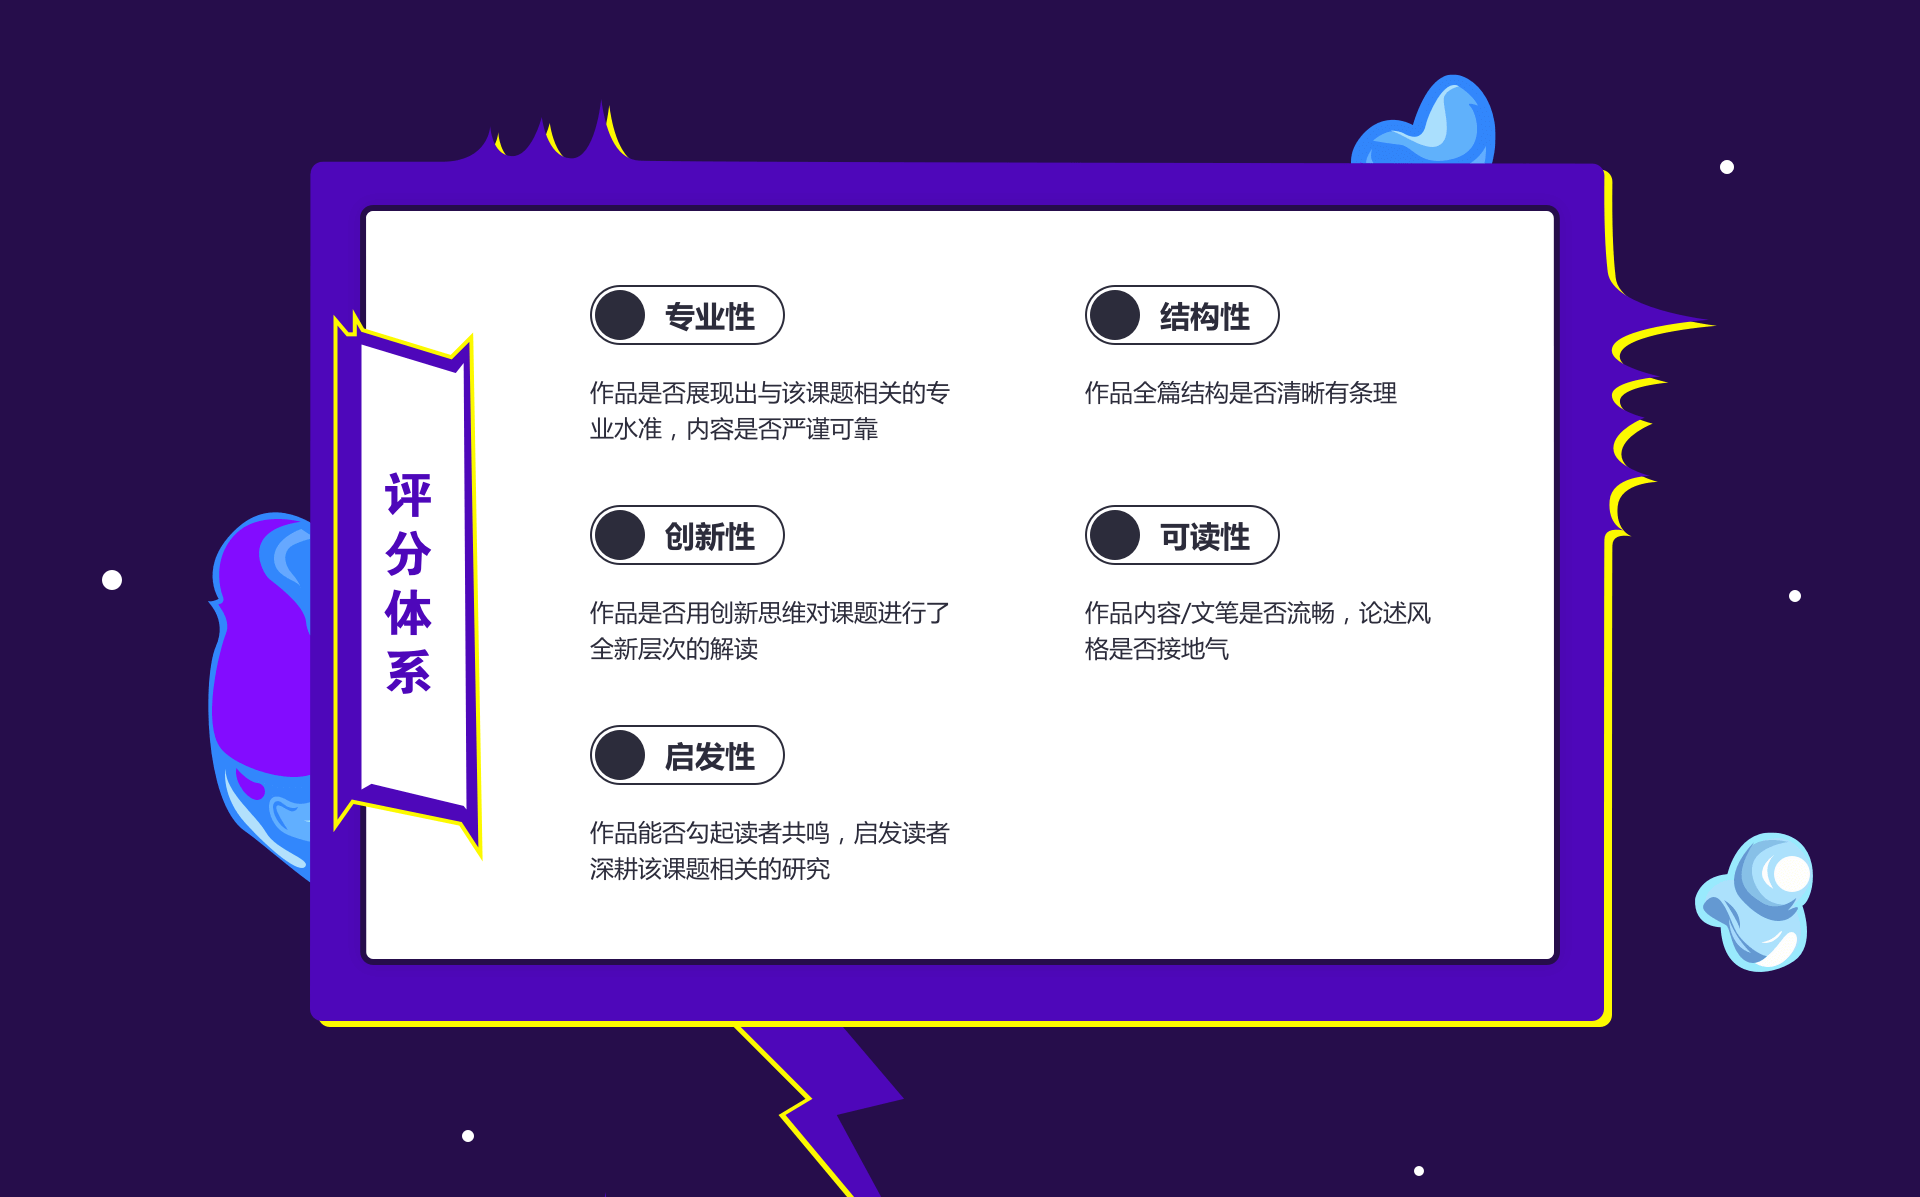 评分体系
专业性
作品是否展现出与该课题相关的专
业水准，内容是否严谨可靠
结构性
作品全篇结构是否清晰有条理
创新性
作品是否用创新思维对课题进行了
全新层次的解读
可读性
作品内容/文笔是否流畅，论述风
格是否接地气
启发性
作品能否勾起读者共鸣，启发读者
深耕该课题相关的研究